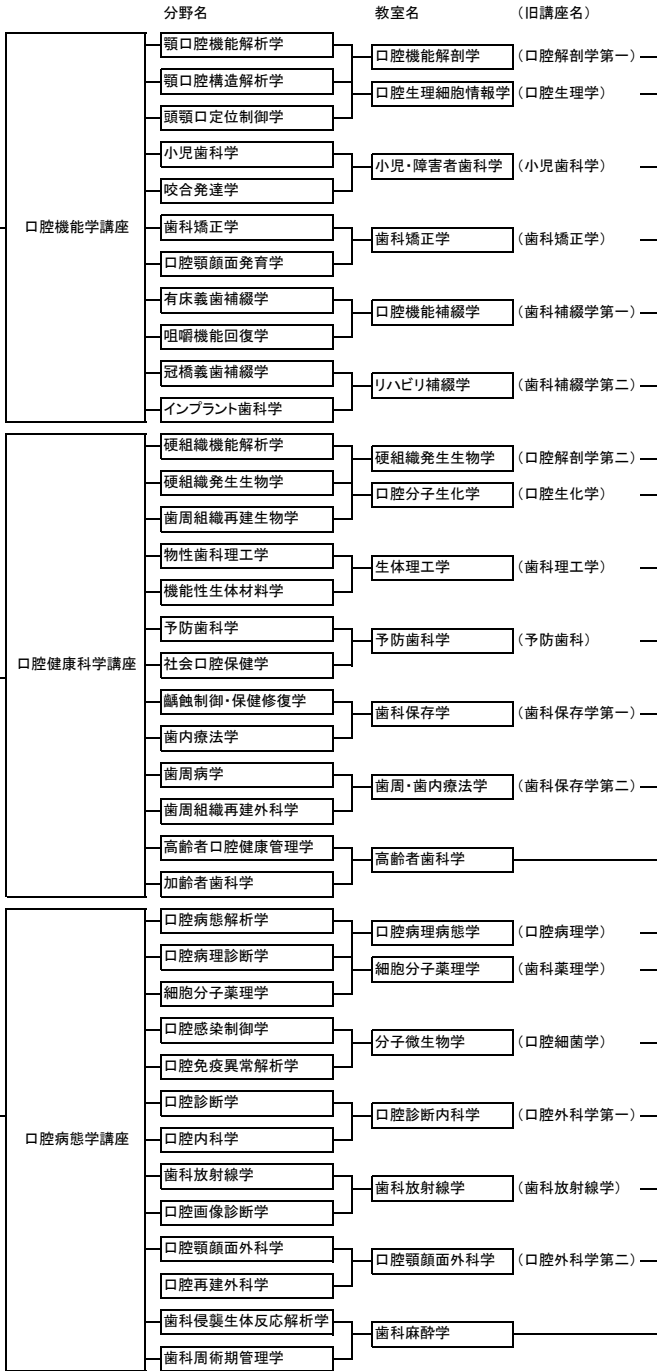 分野名 教室名 （旧講座名）
口腔機能学講座
顎口腔機能解析学
顎口腔構造解析学
頭顎口定位制御学
口腔機能解剖学 （口腔解剖学第一）
口腔生理細胞情報学 （口腔生理学）
小児歯科学
咬合発達学
小児・障害者歯科学 （小児歯科学）
歯科矯正学
口腔顎顔面発育学
歯科矯正学 （歯科矯正学）
有床義歯補綴学
咀嚼機能回復学
口腔機能補綴学 （歯科補綴学第一）
冠橋義歯補綴学
インプラント歯科学
リハビリ補綴学 （歯科補綴学第二）
口腔健康科学講座
硬組織機能解析学
硬組織発生生物学
歯周組織再建生物学
硬組織発生生物学 （口腔解剖学第二）
口腔分子生化学 （口腔生化学）
物性歯科理工学
機能性生体材料学
生体理工学 （歯科理工学）
予防歯科学
社会口腔保健学
予防歯科学 （予防歯科）
齲蝕制御・保健修復学
歯内療法学
歯科保存学 （歯科保存学第一）
歯周病学
歯周組織再建外科学
歯周・歯内療法学 （歯科保存学第二）
高齢者口腔健康管理学
加齢者歯科学
高齢者歯科学
口腔病態学講座
口腔病態解析学
口腔病理診断学
細胞分子薬理学
口腔病理病態学 （口腔病理学）
細胞分子薬理学 （歯科薬理学）
口腔感染制御学
口腔免疫異常解析学
分子微生物学 （口腔細菌学）
口腔診断学
口腔内科学
口腔診断内科学 （口腔外科学第一）
歯科放射線学
口腔画像診断学
歯科放射線学 （歯科放射線学）
口腔顎顔面外科学
口腔再建外科学
口腔顎顔面外科学 （口腔外科学第二）
歯科侵襲生体反応解析学
歯科周術期管理学
歯科麻酔学